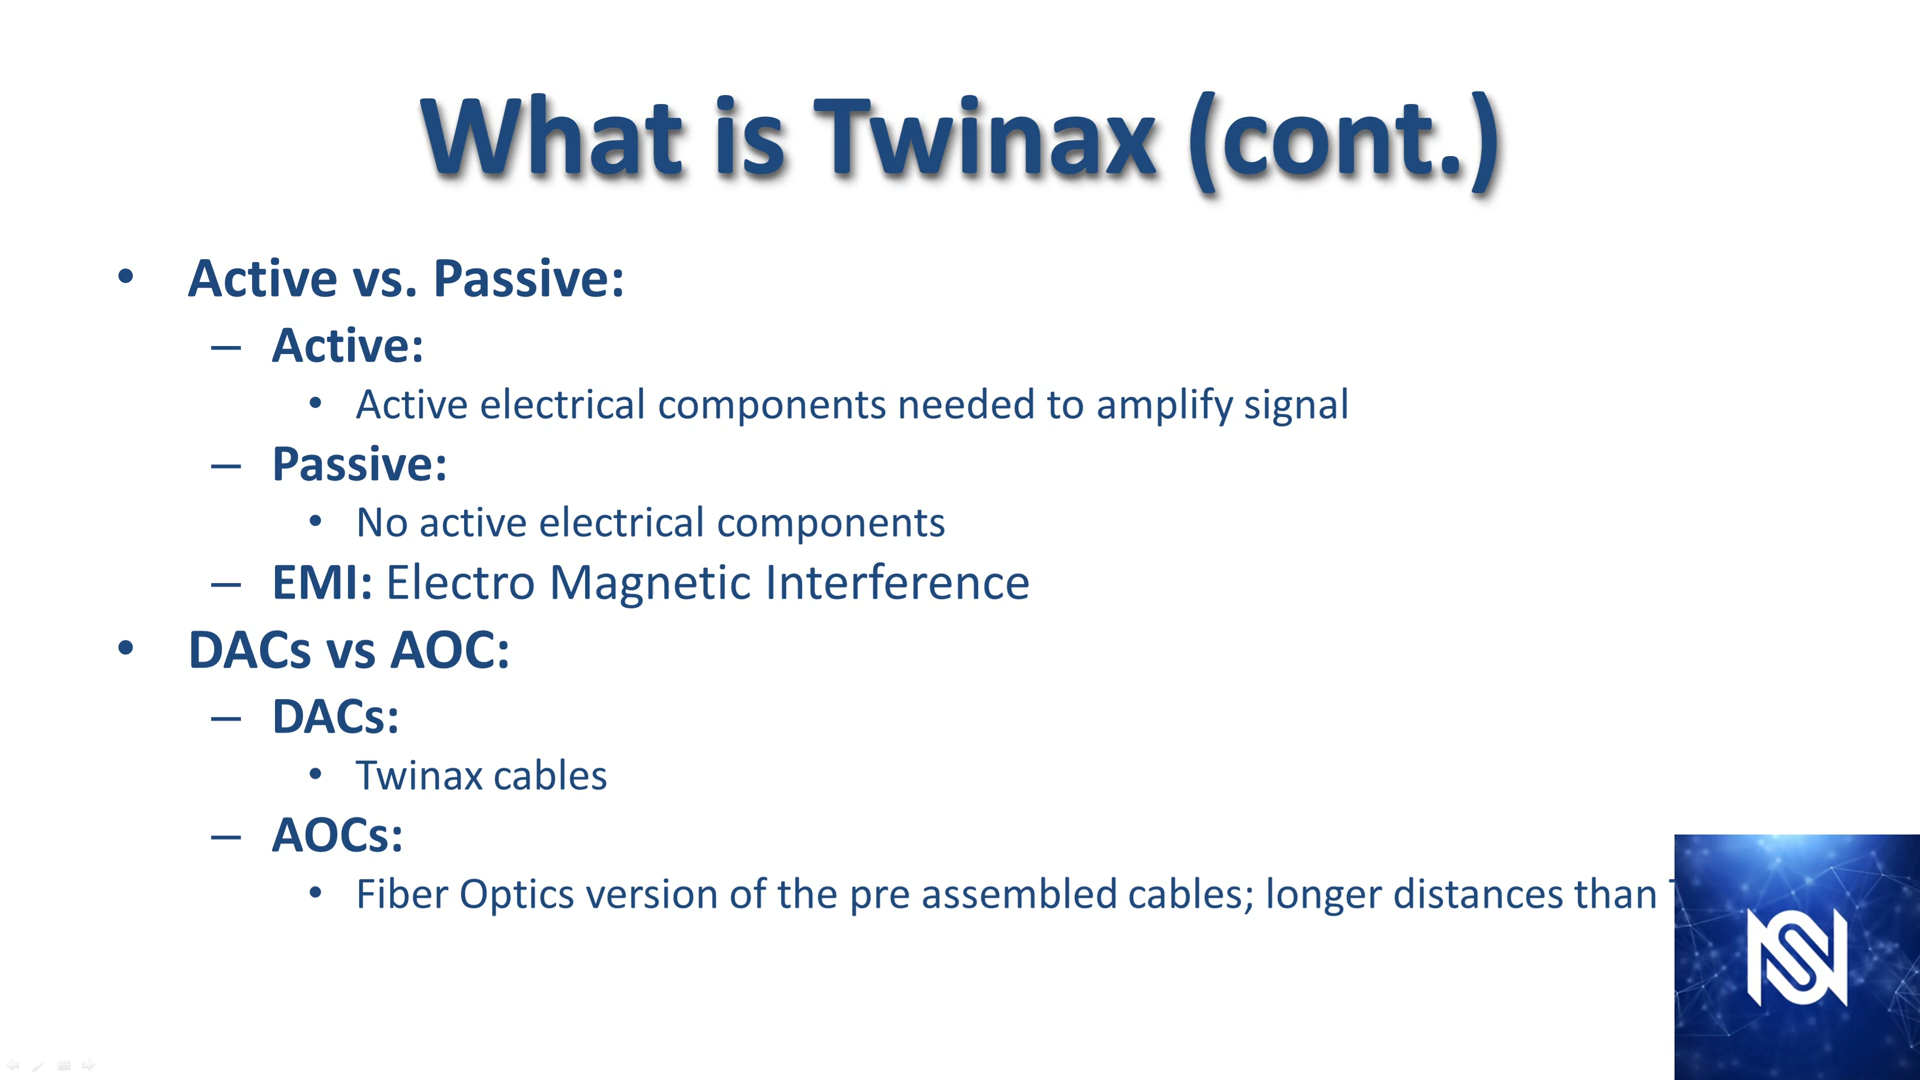 What is Twinax (cont.)
• Active vs. Passive:
– Active:
• Active electrical components needed to amplify signal
– Passive:
• No active electrical components
– EMI: Electro Magnetic Interference
• DACs vs AOC:
– DACs:
• Twinax cables
– AOCs:
• Fiber Optics version of the pre assembled cables; longer distances than